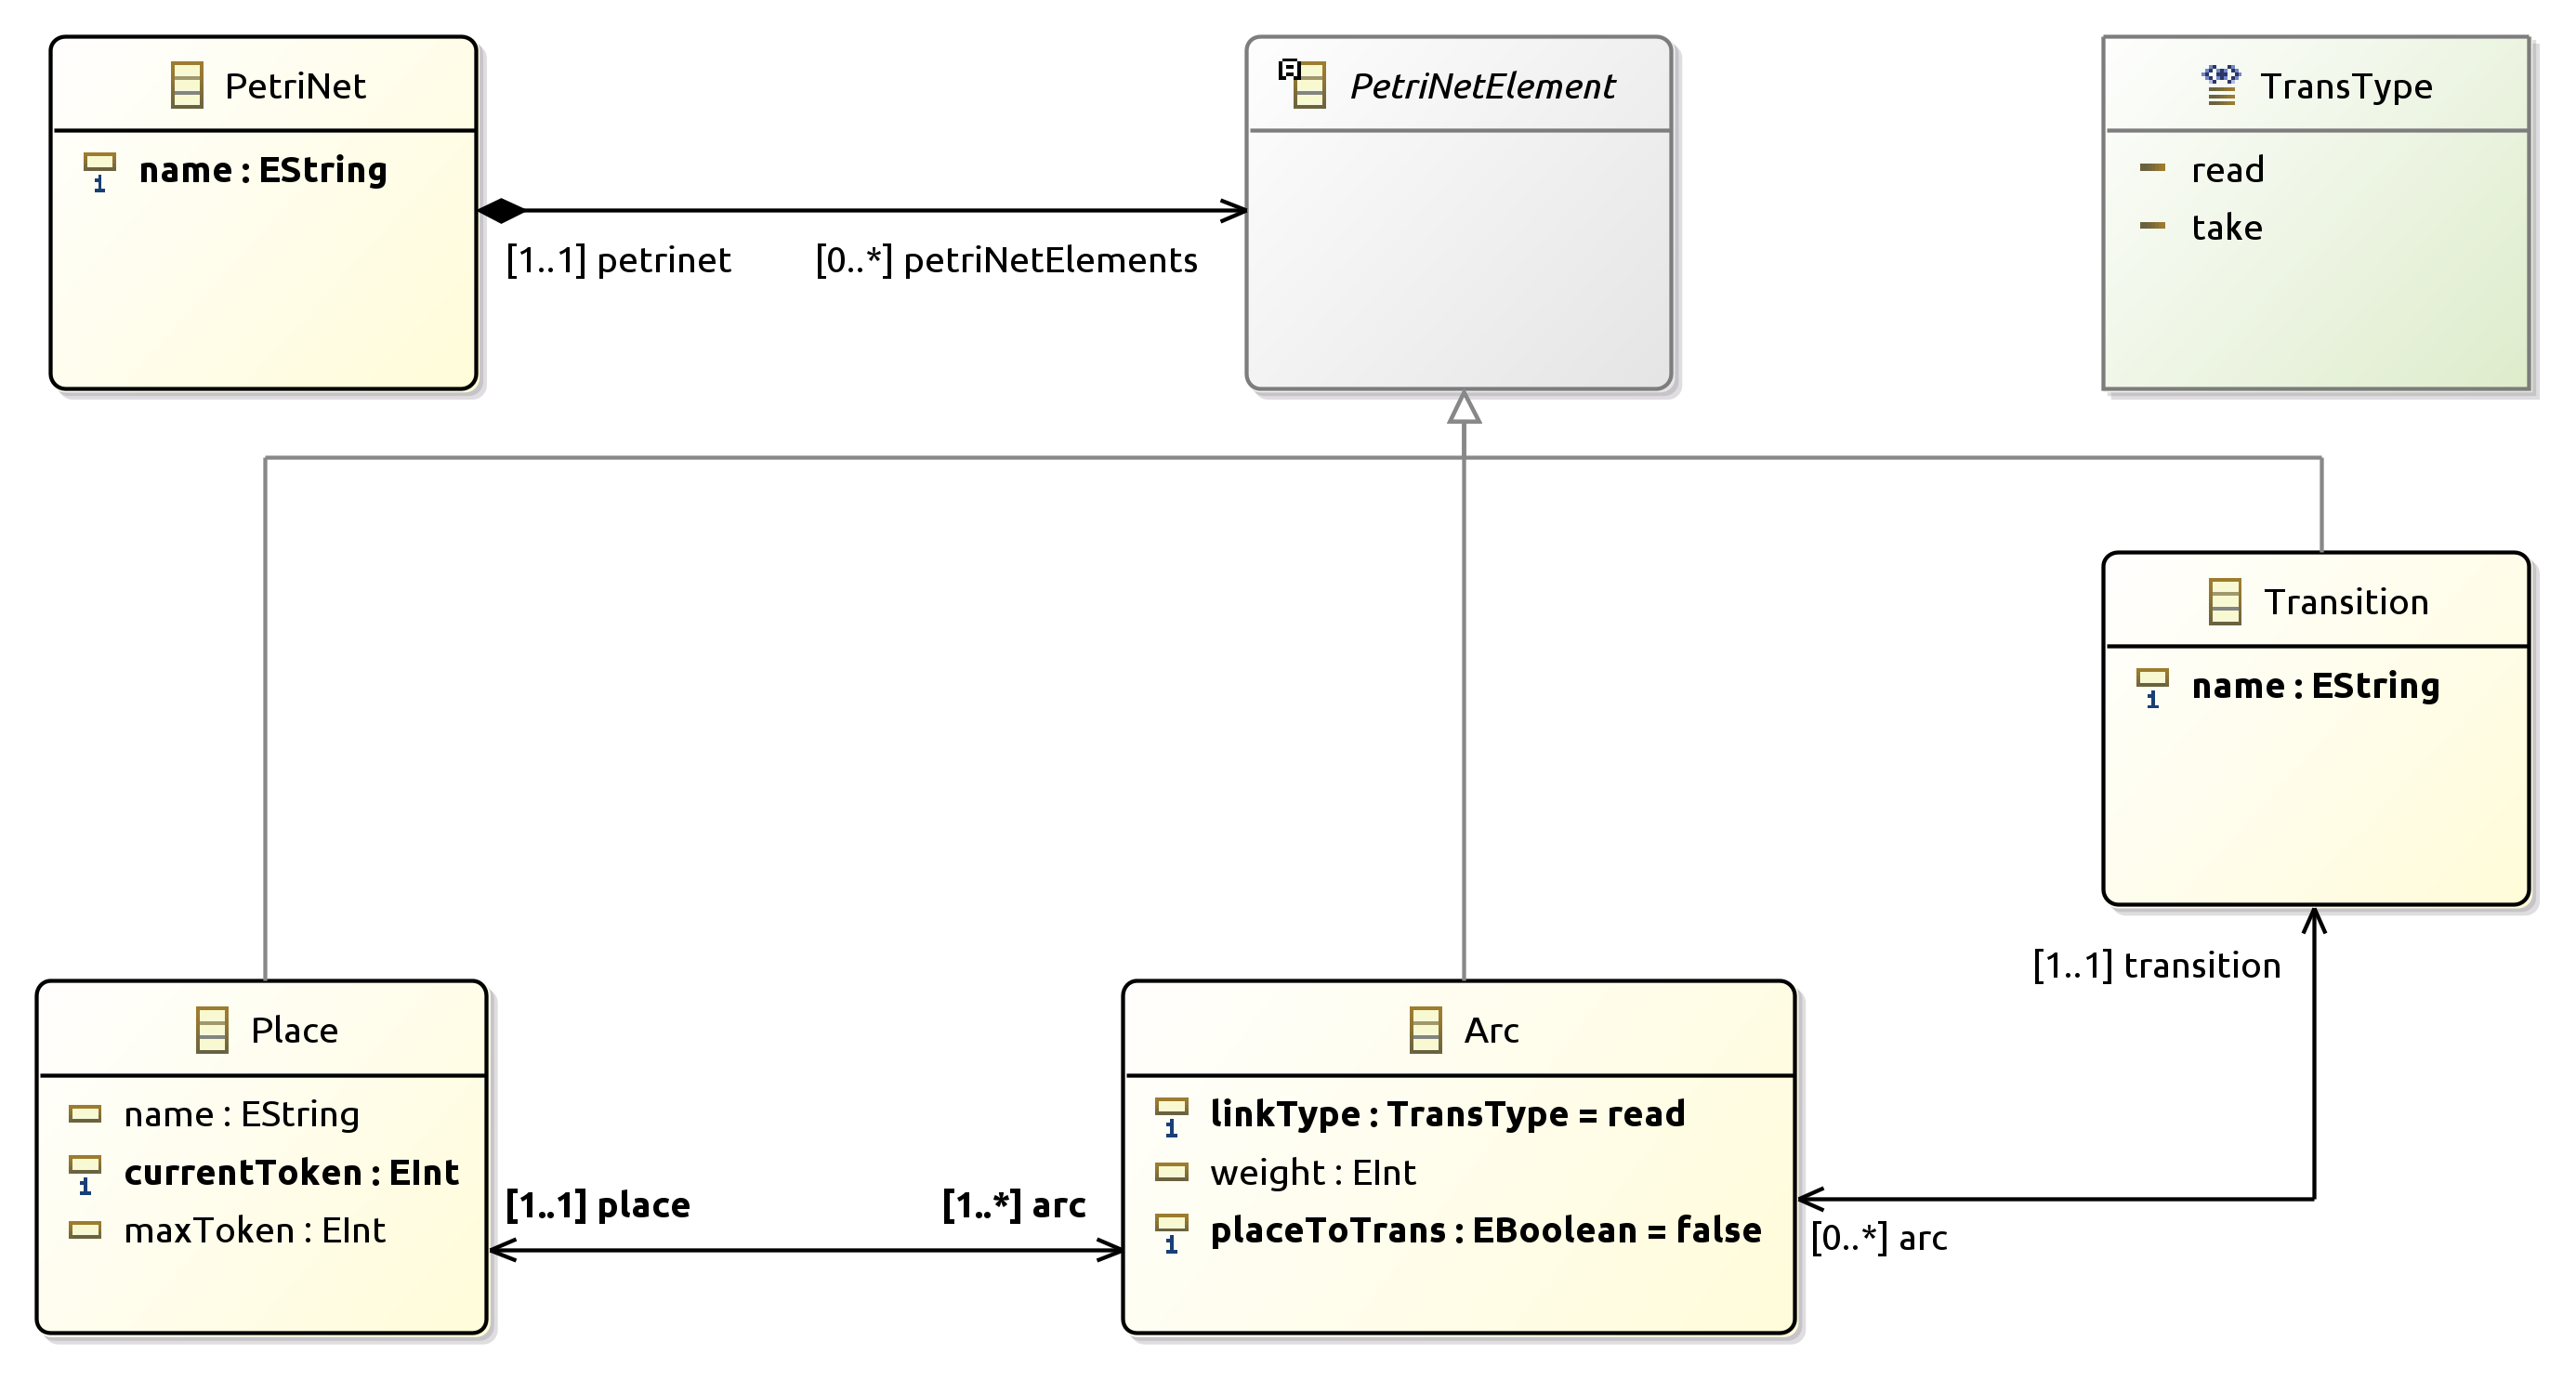 PetriNet
name : EString
[1..1] petrinet
[0..*] petriNetElements
PetriNetElement
TransType
read
take
Transition
name : EString
[1..1] transition
Place
name : EString
currentToken : EInt
maxToken : EInt
[1..1] place
[1..*] arc
Arc
linkType : TransType = read
weight : EInt
placeToTrans : EBoolean = false
[0..*] arc